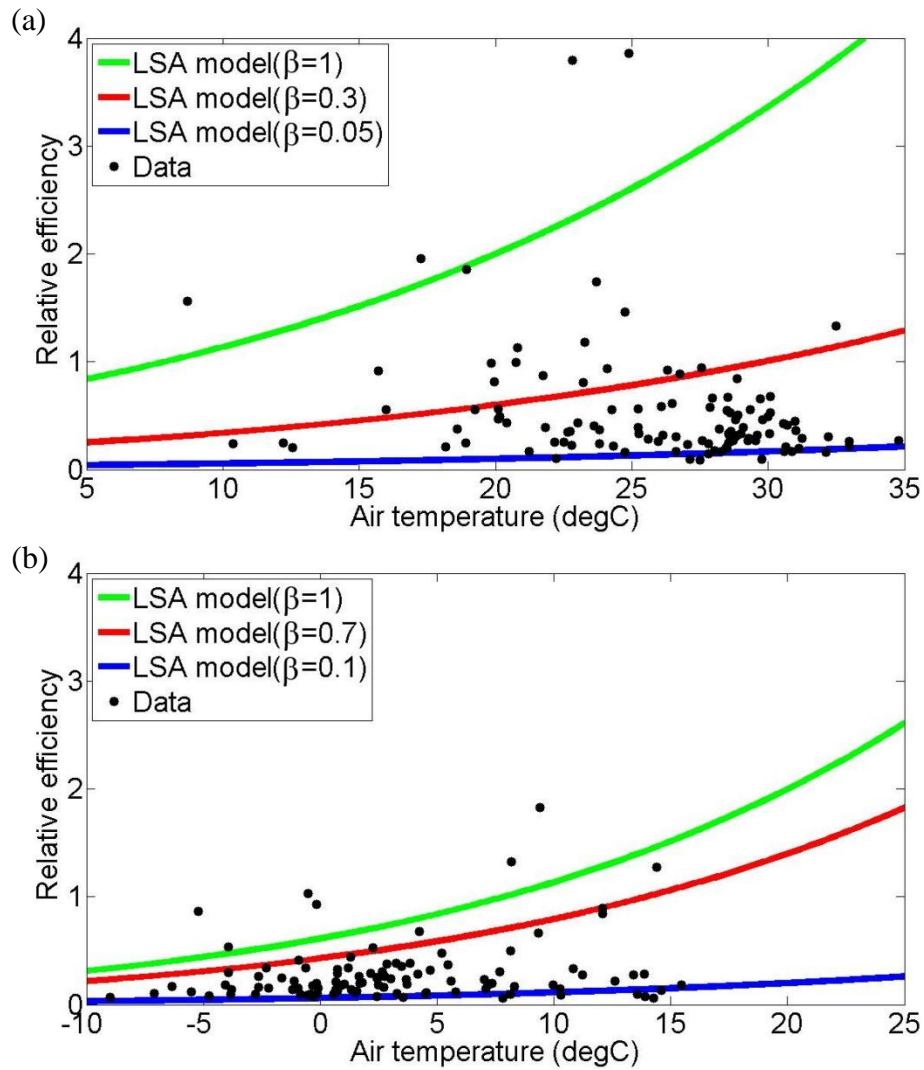 (a)
4
3
2
1
0
Relative efficiency
LSA model(β=1)
LSA model(β=0.3)
LSA model(β=0.05)
Data
5 10 15 20 25 30 35
Air temperature (degC)
(b)
4
3
2
1
0
Relative efficiency
LSA model(β=1)
LSA model(β=0.7)
LSA model(β=0.1)
Data
-10 -5 0 5 10 15 20 25
Air temperature (degC)